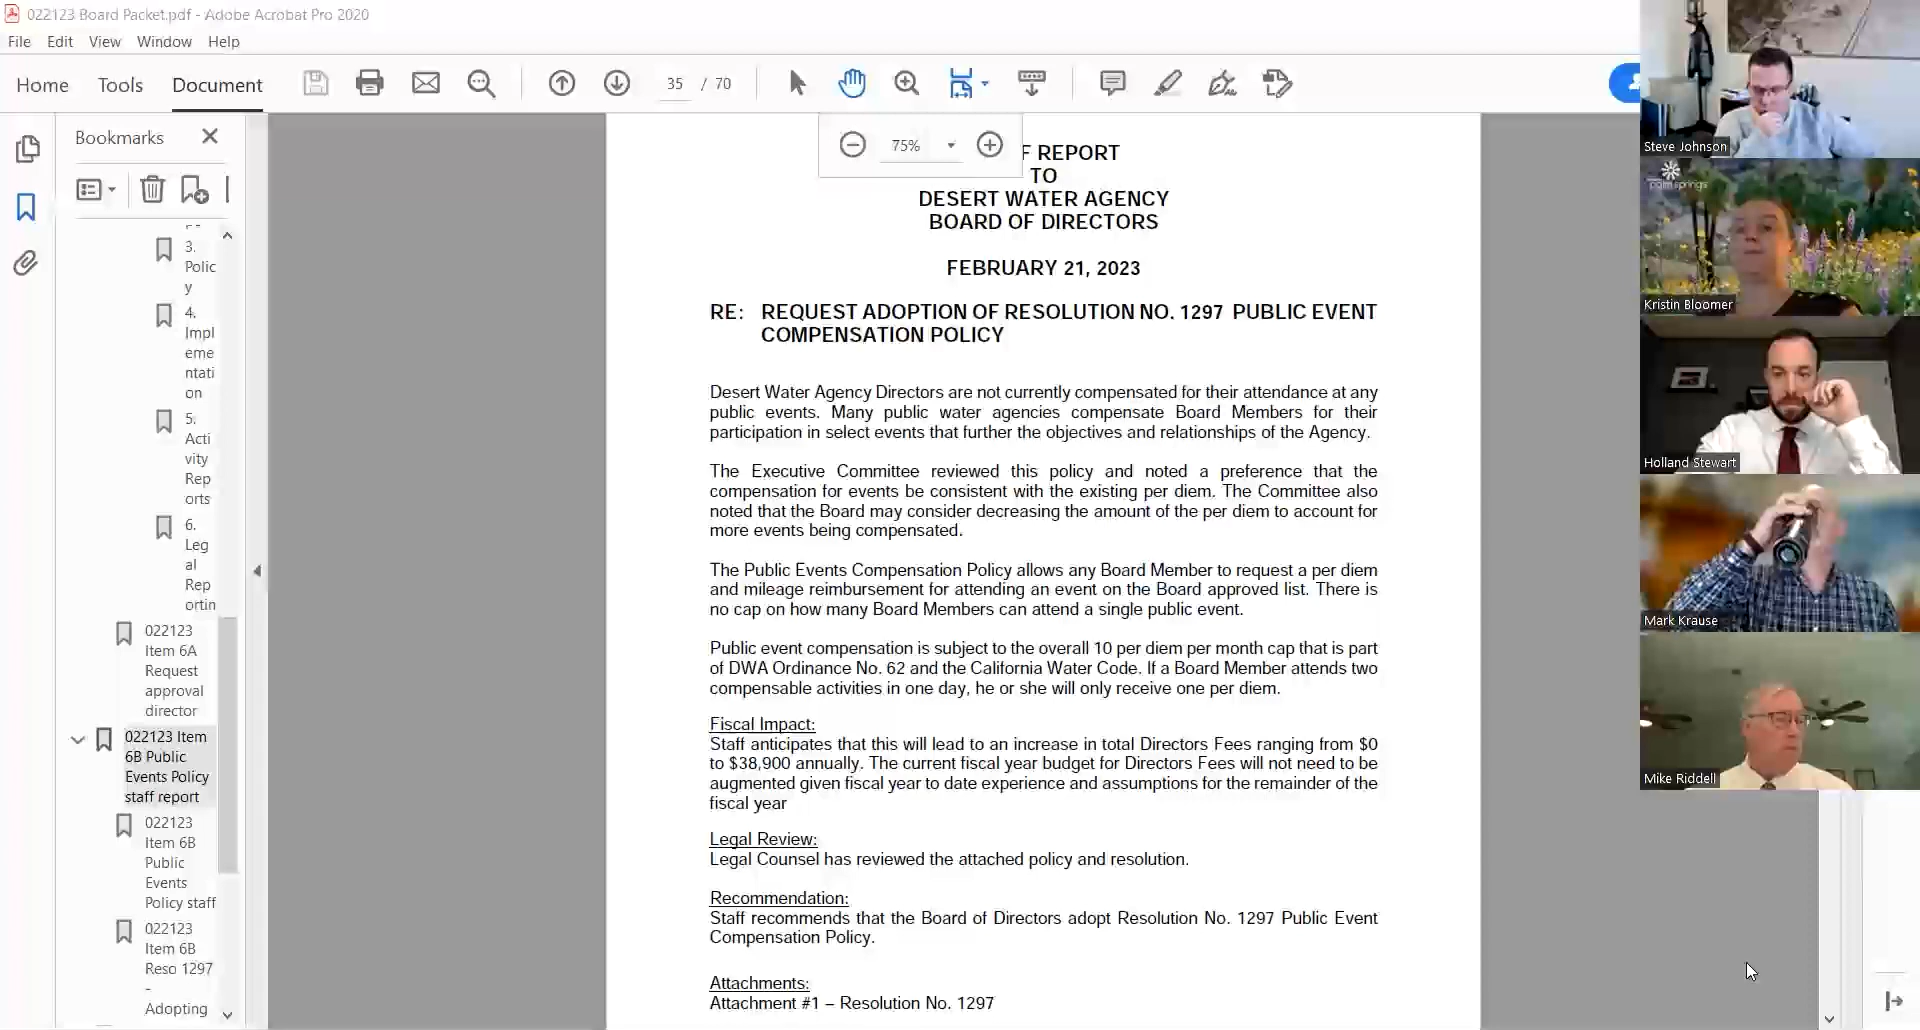 022123 Board Packet.pdf - Adobe Acrobat Pro 2020
File Edit View Window Help
Home Tools Document 35 / 70
Bookmarks
75%
3.
Polic
y
4.
Impl
eme
ntati
on
5.
Acti
vity
Rep
orts
6.
Leg
al
Rep
ortin
022123
Item 6A
Request
approval
director
022123 Item
6B Public
Events Policy
staff report
022123
Item 6B
Public
Events
Policy staff
022123
Item 6B
Reso 1297
-
Adopting
F REPORT
TO
DESERT WATER AGENCY
BOARD OF DIRECTORS
FEBRUARY 21, 2023
RE: REQUEST ADOPTION OF RESOLUTION NO. 1297 PUBLIC EVENT
COMPENSATION POLICY
Desert Water Agency Directors are not currently compensated for their attendance at any
public events. Many public water agencies compensate Board Members for their
participation in select events that further the objectives and relationships of the Agency.
The Executive Committee reviewed this policy and noted a preference that the
compensation for events be consistent with the existing per diem. The Committee also
noted that the Board may consider decreasing the amount of the per diem to account for
more events being compensated.
The Public Events Compensation Policy allows any Board Member to request a per diem
and mileage reimbursement for attending an event on the Board approved list. There is
no cap on how many Board Members can attend a single public event.
Public event compensation is subject to the overall 10 per diem per month cap that is part
of DWA Ordinance No. 62 and the California Water Code. If a Board Member attends two
compensable activities in one day, he or she will only receive one per diem.
Fiscal Impact:
Staff anticipates that this will lead to an increase in total Directors Fees ranging from $0
to $38,900 annually. The current fiscal year budget for Directors Fees will not need to be
augmented given fiscal year to date experience and assumptions for the remainder of the
fiscal year
Legal Review:
Legal Counsel has reviewed the attached policy and resolution.
Recommendation:
Staff recommends that the Board of Directors adopt Resolution No. 1297 Public Event
Compensation Policy.
Attachments:
Attachment #1 – Resolution No. 1297
Steve Johnson
palm springs
Kristin Bloomer
Holland Stewart
Mark Krause
Mike Riddell